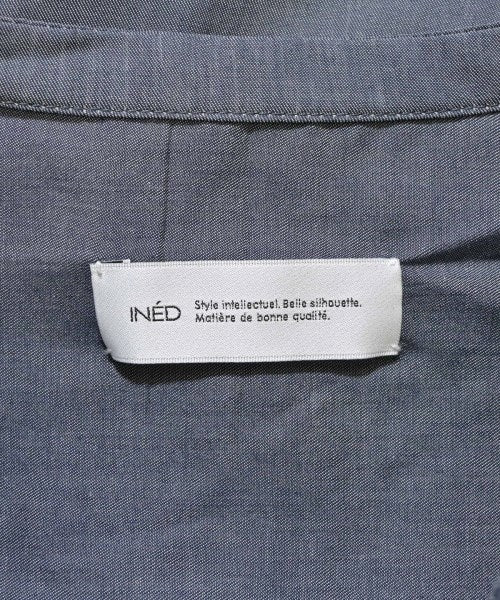 INÉD
Style intellectuel. Belle silhouette.
Matière de bonne qualité.